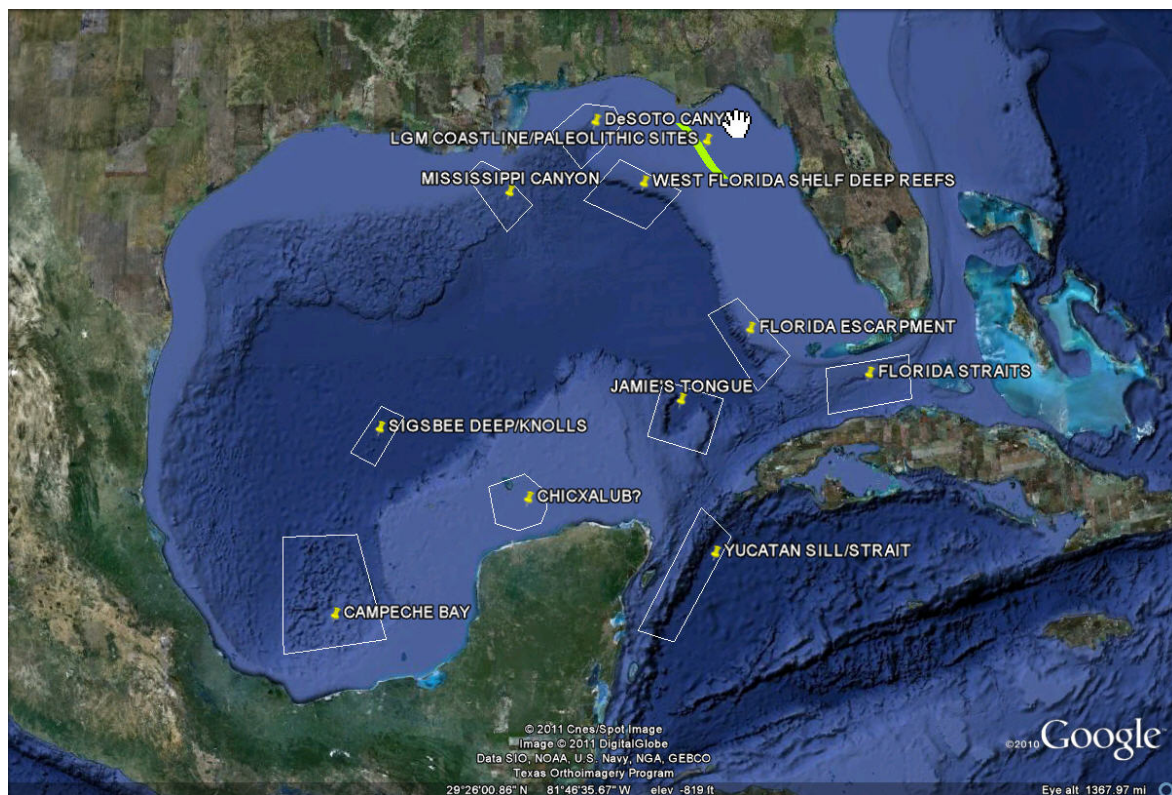 DeSOTO CANY
LGM COASTLINE/PALEOLITHIC SITES
MISSISSIPPI CANYON
WEST FLORIDA SHELF DEEP REEFS
FLORIDA ESCARPMENT
FLORIDA STRAITS
JAMIE'S TONGUE
SIGSBEE DEEP/KNOLLS
CHICXALUB?
YUCATAN SILL/STRAIT
CAMPECHE BAY
© 2011 Cnes/Spot Image
Image © 2011 DigitalGlobe
Data SIO, NOAA, U.S. Navy, NGA, GEBCO
Texas Orthoimagery Program
©2010 Google
29°26'00.86" N 81°46'35.67" W elev -819 ft Eye alt 1367.97 mi